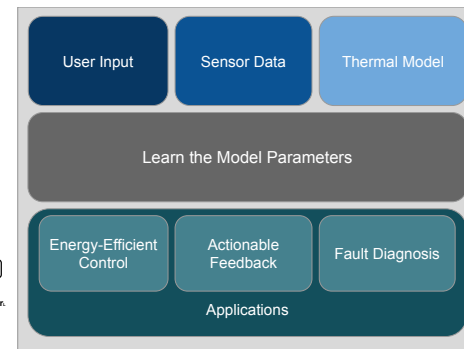 User Input
Sensor Data
Thermal Model
Learn the Model Parameters
Energy-Efficient
Control
Actionable
Feedback
Fault Diagnosis
Applications